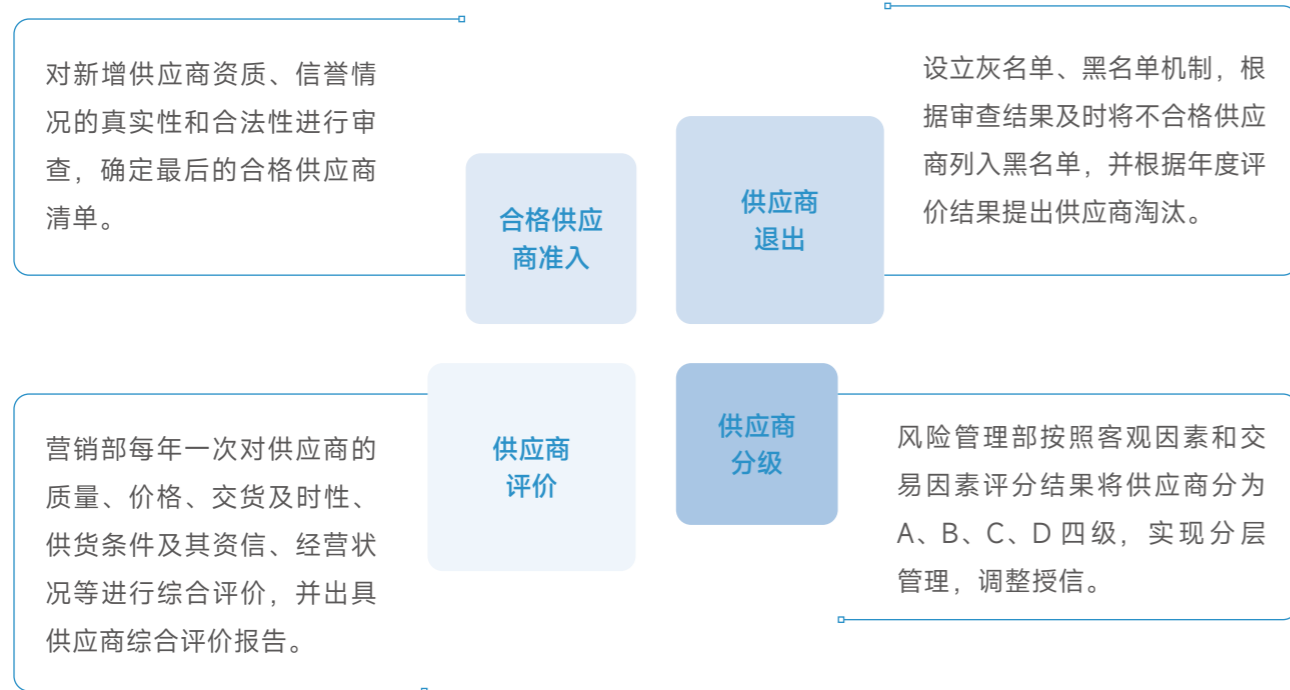 对新增供应商资质、信誉情
况的真实性和合法性进行审
查，确定最后的合格供应商
清单。
合格供应
商准入
供应商
退出
设立灰名单、黑名单机制，根
据审查结果及时将不合格供应
商列入黑名单，并根据年度评
价结果提出供应商淘汰。
营销部每年一次对供应商的
质量、价格、交货及时性、
供货条件及其资信、经营状
况等进行综合评价，并出具
供应商综合评价报告。
供应商
评价
供应商
分级
风险管理部按照客观因素和交
易因素评分结果将供应商分为
A、B、C、D 四级，实现分层
管理，调整授信。